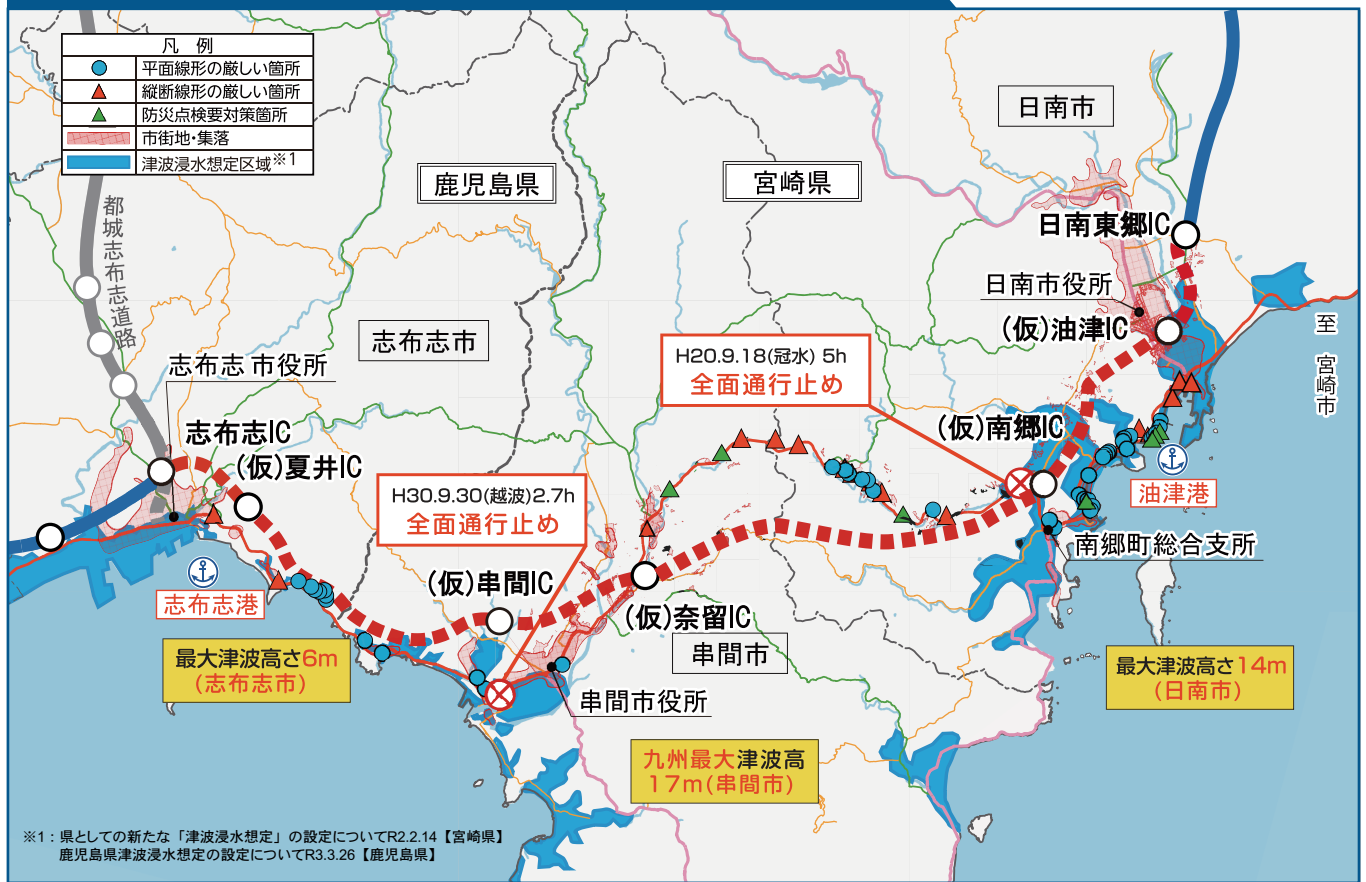 凡 例
平面線形の厳しい箇所
縦断線形の厳しい箇所
防災点検要対策箇所
市街地・集落
津波浸水想定区域※1
都城志布志道路
鹿児島県
宮崎県
日南市
日南東郷IC
日南市役所
(仮)油津IC
至 宮崎市
志布志市
志布志市役所
H20.9.18(冠水) 5h
全面通行止め
志布志IC
(仮)夏井IC
(仮)南郷IC
H30.9.30(越波)2.7h
全面通行止め
油津港
南郷町総合支所
志布志港
(仮)串間IC
(仮)奈留IC
串間市
最大津波高さ6m
(志布志市)
最大津波高さ14m
(日南市)
串間市役所
九州最大津波高
17m(串間市)
※1：県としての新たな「津波浸水想定」の設定についてR2.2.14【宮崎県】
鹿児島県津波浸水想定の設定についてR3.3.26【鹿児島県】